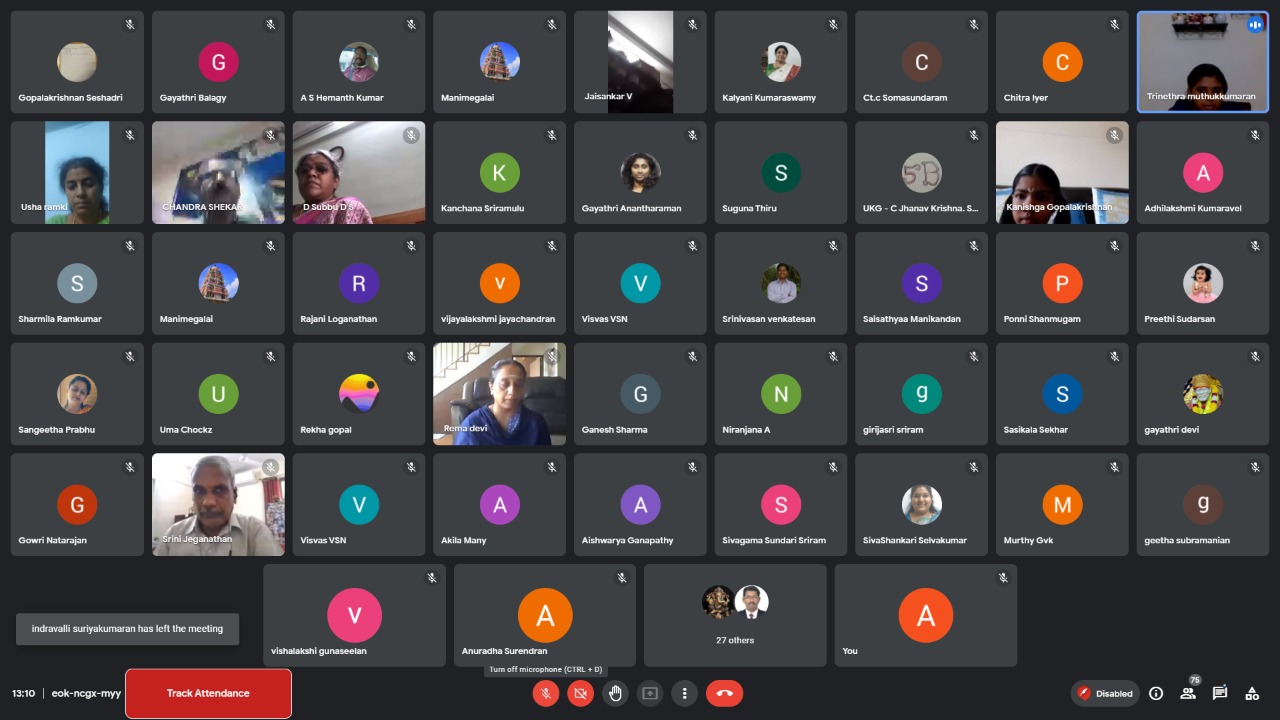 G
C
C
Gopalakrishnan Seshadri
Gayathri Balagy
A S Hemanth Kumar
Manimegalai
Jaisankar V
Kalyani Kumaraswamy
Ct.c Somasundaram
Chitra Iyer
Trinethra muthukkumaran
K
S
5B
A
Usha ramki
CHANDRA SHEKAR
D Subbu D S
Kanchana Sriramulu
Gayathri Anantharaman
Suguna Thiru
UKG - C Jhanav Krishna. S...
Kanishga Gopalakrishnan
Adhilakshmi Kumaravel
S
R
v
V
S
P
Sharmila Ramkumar
Manimegalai
Rajani Loganathan
vijayalakshmi jayachandran
Visvas VSN
Srinivasan venkatesan
Saisathyaa Manikandan
Ponni Shanmugam
Preethi Sudarsan
U
G
N
g
S
Sangeetha Prabhu
Uma Chockz
Rekha gopal
Rema devi
Ganesh Sharma
Niranjana A
girijasri sriram
Sasikala Sekhar
gayathri devi
G
V
A
A
S
M
g
Gowri Natarajan
Srini Jeganathan
Visvas VSN
Akila Many
Aishwarya Ganapathy
Sivagama Sundari Sriram
SivaShankari Selvakumar
Murthy Gvk
geetha subramanian
v
A
A
indravalli suriyakumaran has left the meeting
vishalakshi gunaseelan
Anuradha Surendran
27 others
You
Turn off microphone (CTRL + D)
13:10 | eok-ncgx-myy
Track Attendance
Disabled
75